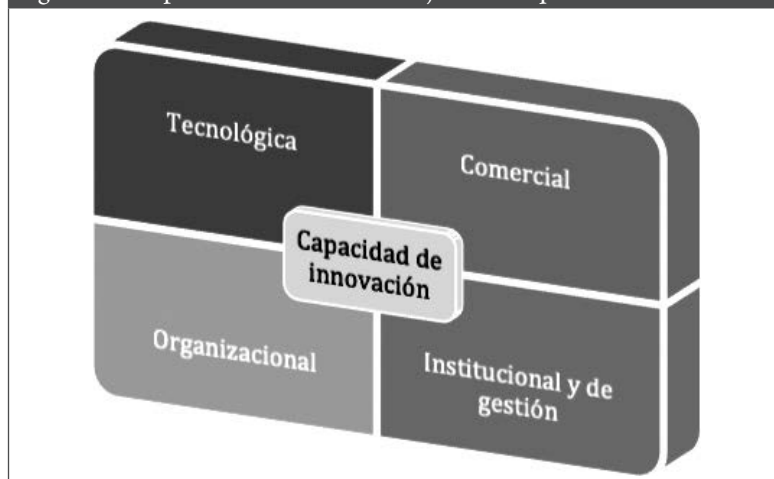 Tecnológica
Comercial
Capacidad de
innovación
Organizacional
Institucional y de
gestión